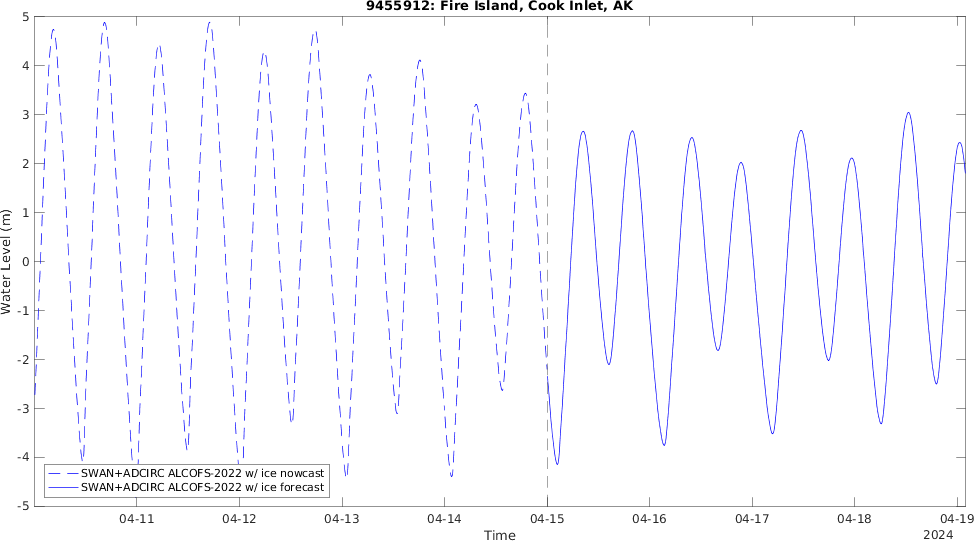 9455912: Fire Island, Cook Inlet, AK
5
4
3
2
1
0
-1
-2
-3
-4
-5
Water Level (m)
SWAN+ADCIRC ALCOFS-2022 w/ ice nowcast
SWAN+ADCIRC ALCOFS-2022 w/ ice forecast
04-11 04-12 04-13 04-14 04-15 04-16 04-17 04-18 04-19
Time
2024